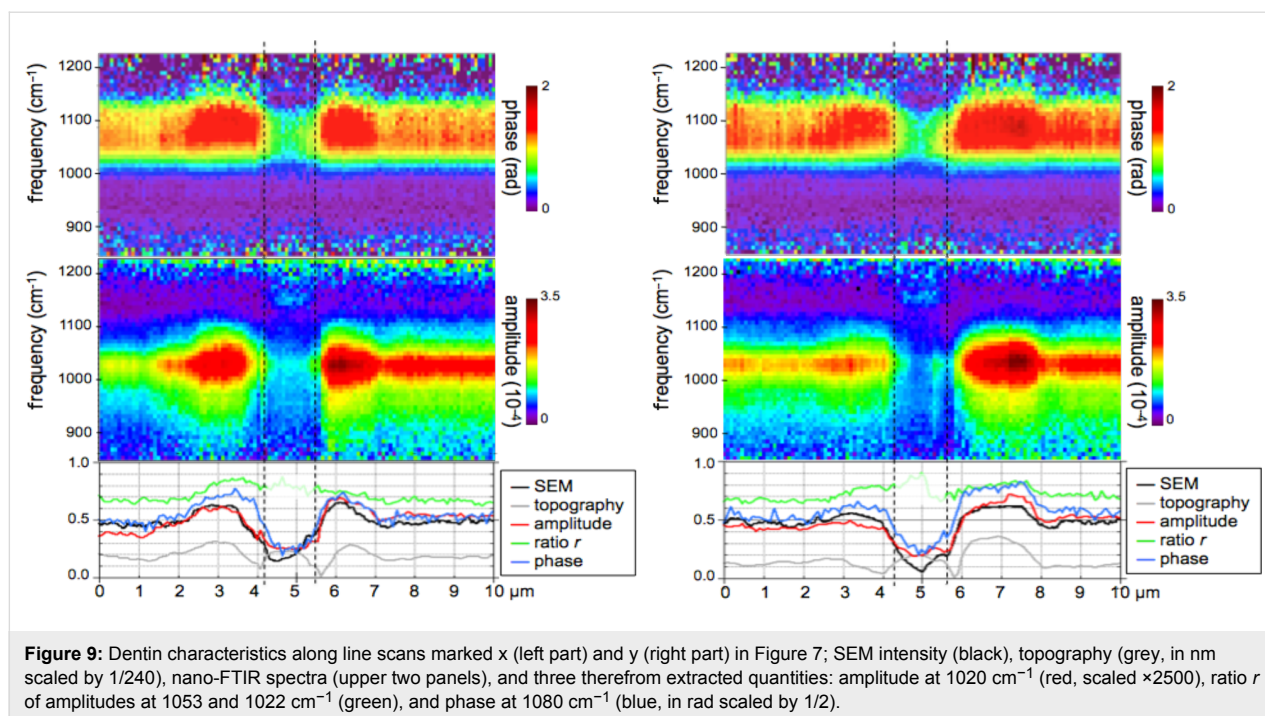 1200
1100
1000
900
frequency (cm⁻¹)
2
0
phase (rad)
1200
1100
1000
900
frequency (cm⁻¹)
3.5
0
amplitude (10⁻⁴)
1.0
0.5
0.0
0 1 2 3 4 5 6 7 8 9 10 µm
SEM
topography
amplitude
ratio r
phase
1200
1100
1000
900
frequency (cm⁻¹)
2
0
phase (rad)
1200
1100
1000
900
frequency (cm⁻¹)
3.5
0
amplitude (10⁻⁴)
1.0
0.5
0.0
0 1 2 3 4 5 6 7 8 9 10 µm
SEM
topography
amplitude
ratio r
phase
Figure 9: Dentin characteristics along line scans marked x (left part) and y (right part) in Figure 7; SEM intensity (black), topography (grey, in nm
scaled by 1/240), nano-FTIR spectra (upper two panels), and three therefrom extracted quantities: amplitude at 1020 cm⁻¹ (red, scaled ×2500), ratio r
of amplitudes at 1053 and 1022 cm⁻¹ (green), and phase at 1080 cm⁻¹ (blue, in rad scaled by 1/2).